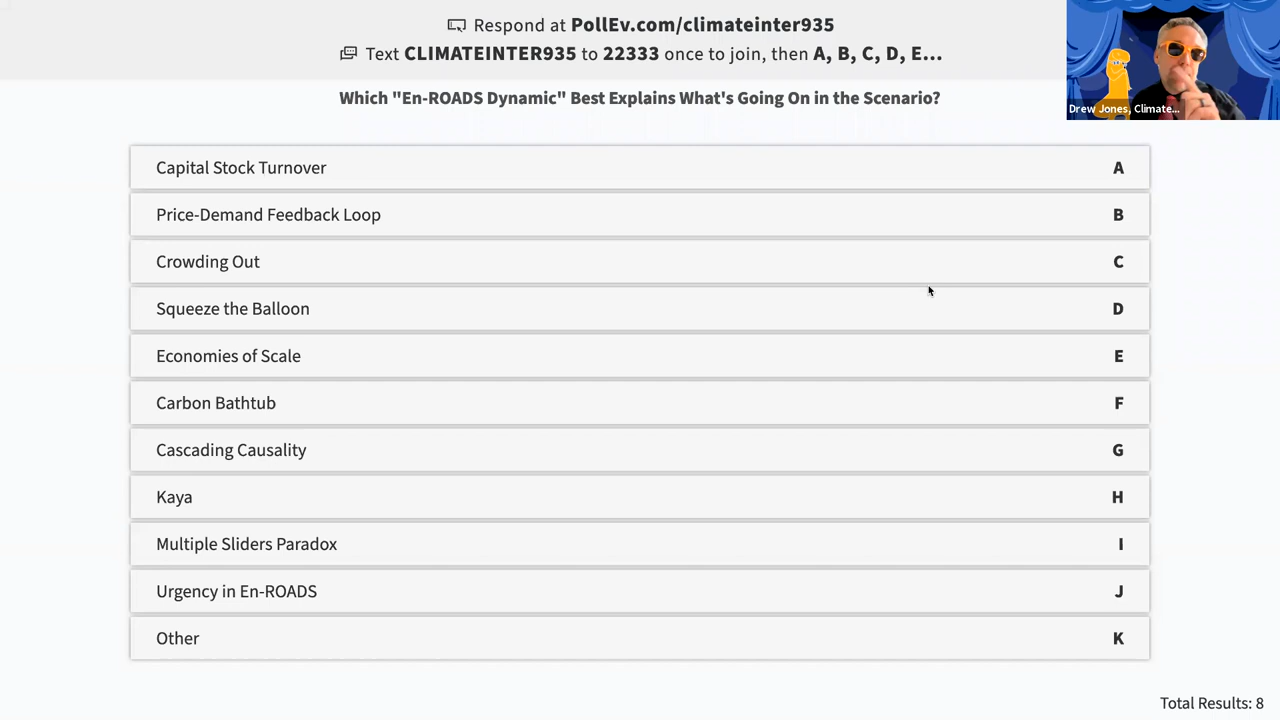 Respond at PollEv.com/climateinter935
Text CLIMATEINTER935 to 22333 once to join, then A, B, C, D, E...
Which "En-ROADS Dynamic" Best Explains What's Going On in the Scenario?
Drew Jones, Climate...
Capital Stock Turnover A
Price-Demand Feedback Loop B
Crowding Out C
Squeeze the Balloon D
Economies of Scale E
Carbon Bathtub F
Cascading Causality G
Kaya H
Multiple Sliders Paradox I
Urgency in En-ROADS J
Other K
Total Results: 8